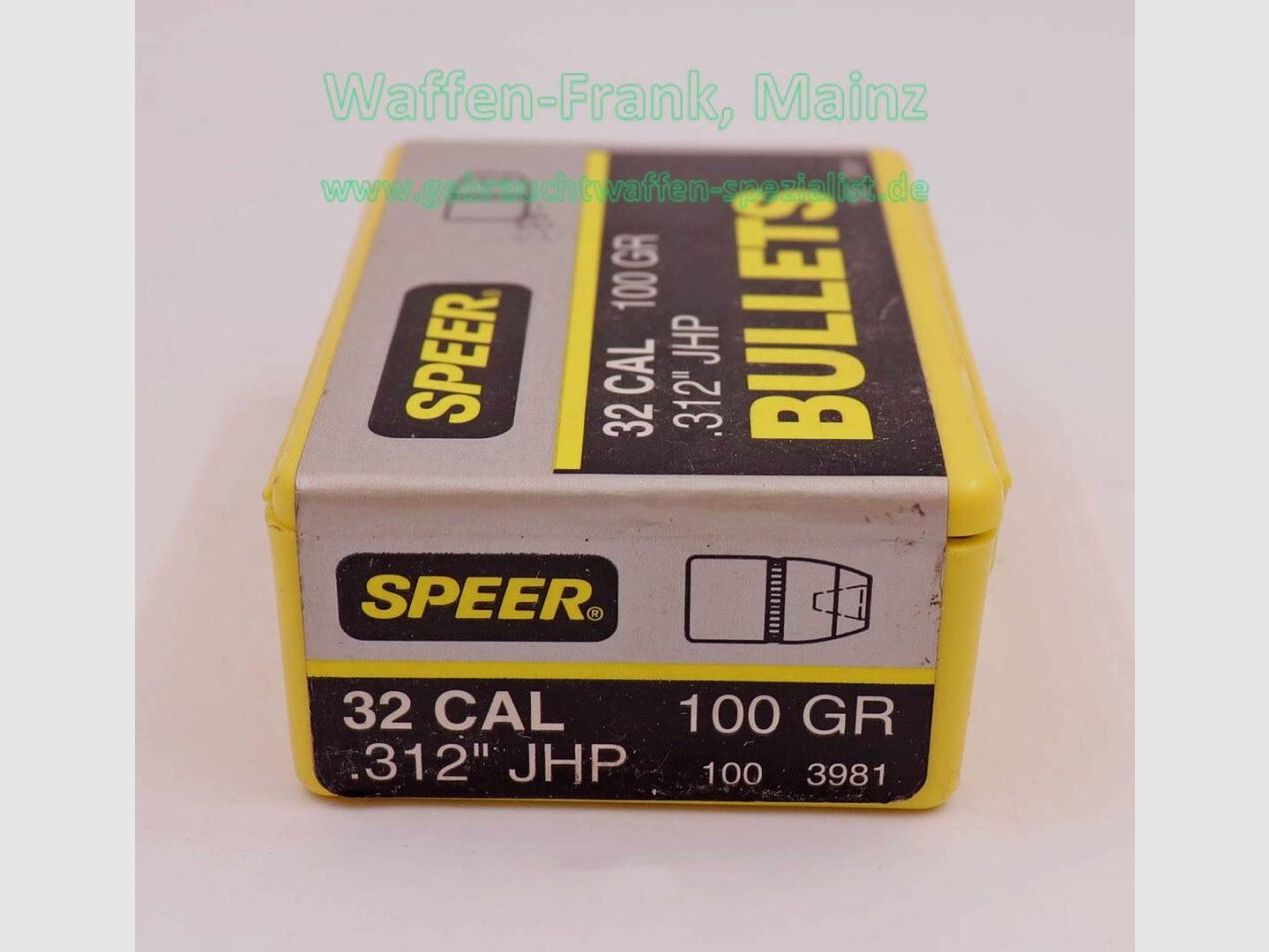 Waffen-Frank, Mainz
www.gebrauchtwaffen-spezialist.de
SPEER®
32 CAL 100 GR
.312" JHP
BULLETS
SPEER®
32 CAL 100 GR
.312" JHP 100 3981